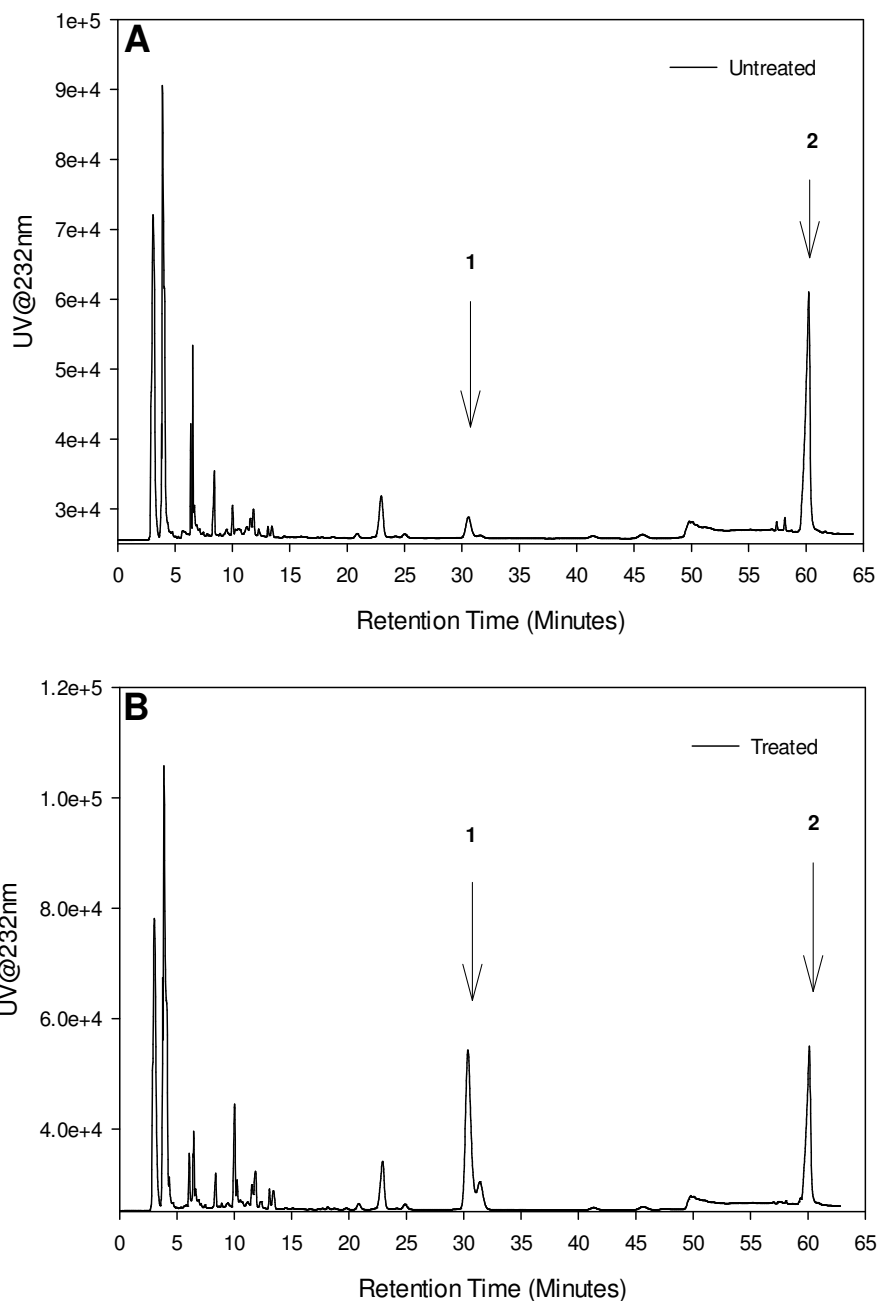 A
1e+5
9e+4
8e+4
7e+4
6e+4
5e+4
4e+4
3e+4
UV@232nm
Untreated
1
2
0 5 10 15 20 25 30 35 40 45 50 55 60 65
Retention Time (Minutes)
B
1.2e+5
1.0e+5
8.0e+4
6.0e+4
4.0e+4
UV@232nm
Treated
1
2
0 5 10 15 20 25 30 35 40 45 50 55 60 65
Retention Time (Minutes)